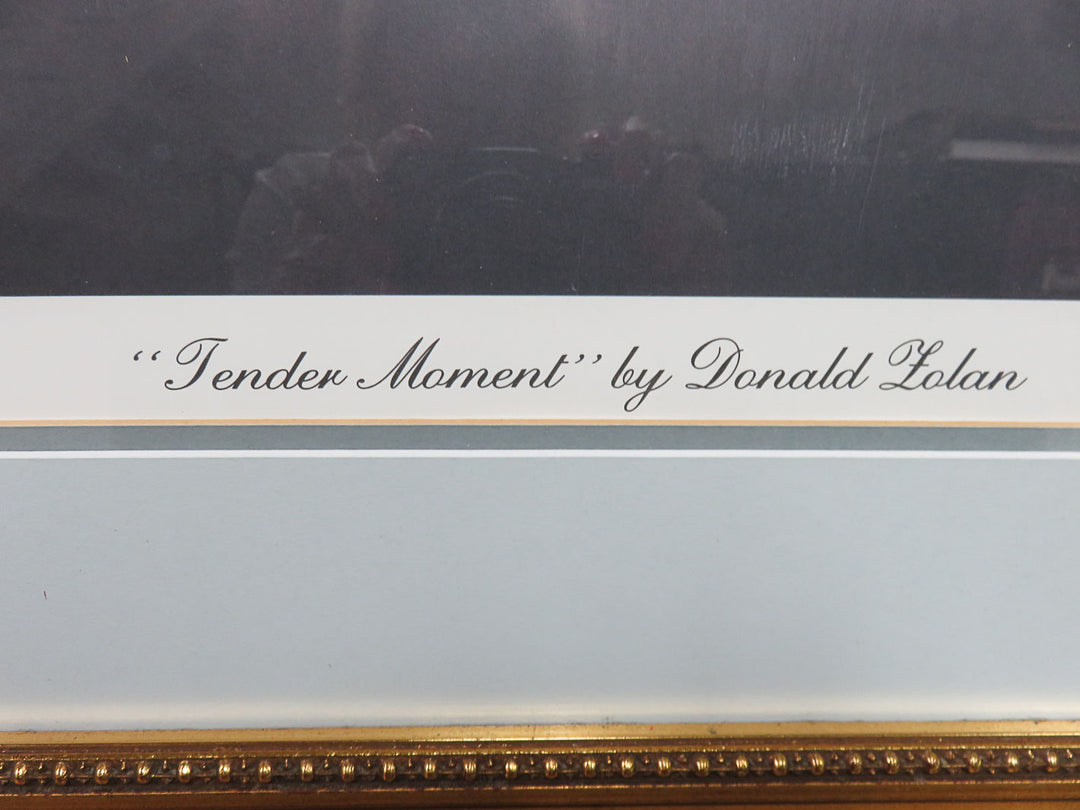 “Tender Moment” by Donald Zolan